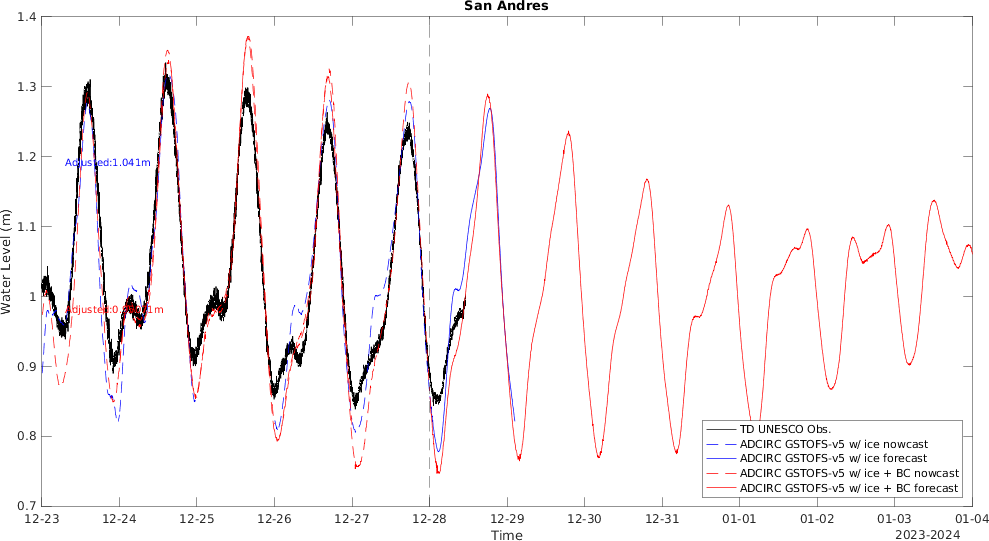 San Andres
1.4
1.3
1.2
1.1
1
0.9
0.8
0.7
Water Level (m)
Adjusted:1.041m
12-23
12-24
12-25
12-26
12-27
12-28
12-29
12-30
12-31
01-01
01-02
01-03
01-04
Time
2023-2024
TD UNESCO Obs.
ADCIRC GSTOFS-v5 w/ ice nowcast
ADCIRC GSTOFS-v5 w/ ice forecast
ADCIRC GSTOFS-v5 w/ ice + BC nowcast
ADCIRC GSTOFS-v5 w/ ice + BC forecast